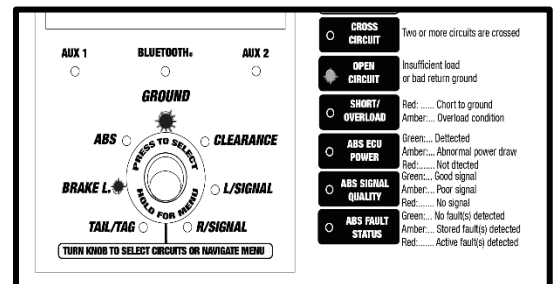 AUX 1
BLUETOOTH®
AUX 2
GROUND
ABS
CLEARANCE
PRESS TO SELECT
HOLD FOR MENU
BRAKE L.
L/SIGNAL
TAIL/TAG
R/SIGNAL
TURN KNOB TO SELECT CIRCUITS OR NAVIGATE MENU
CROSS
CIRCUIT
Two or more circuits are crossed
OPEN
CIRCUIT
Insufficient load
or bad return ground
SHORT/
OVERLOAD
Red: ...... Chort to ground
Amber:... Overload condition
ABS ECU
POWER
Green:... Dettected
Amber:... Abnormal power draw
Red:........ Not dtected
ABS SIGNAL
QUALITY
Green:... Good signal
Amber:... Poor signal
Red:........ No signal
ABS FAULT
STATUS
Green:... No fault(s) detected
Amber:... Stored fault(s) detected
Red:....... Active fault(s) detected